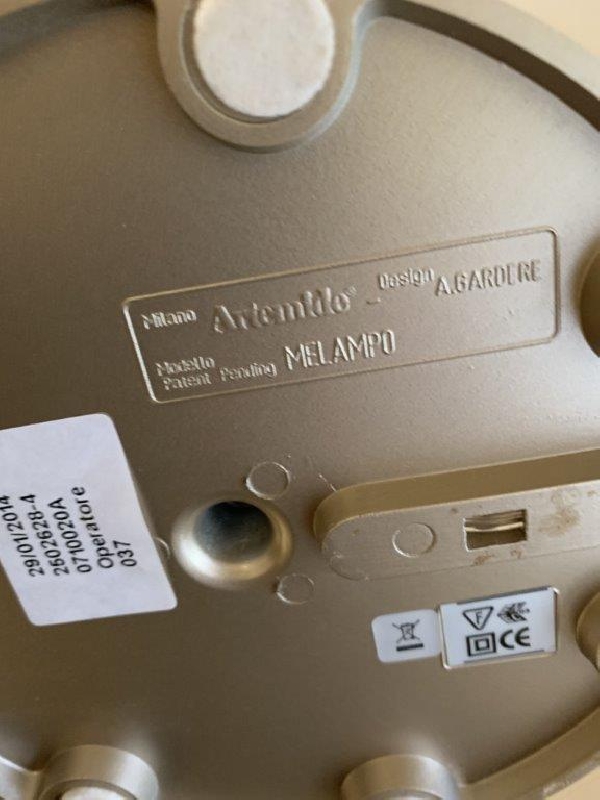 Milano Artemide® Design A.GARDERE
Modello
Patent Pending MELAMPO
29/01/2014
2602628-4
0710020A
Operatore
037
F
CE